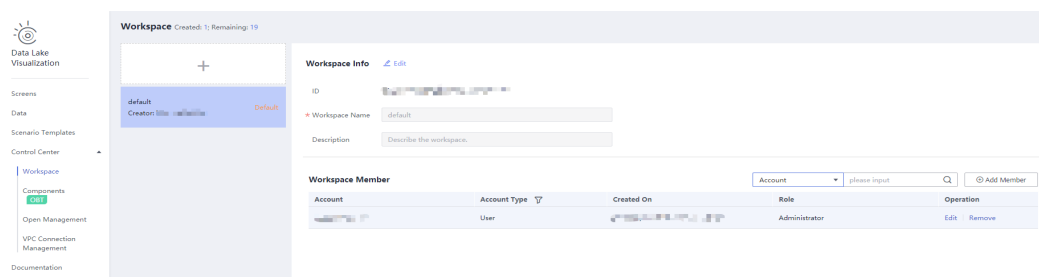 Data Lake
Visualization
Screens
Data
Scenario Templates
Control Center
Workspace
Components
OBT
Open Management
VPC Connection
Management
Documentation
Workspace Created: 1; Remaining: 19
default
Creator:
Default
Workspace Info Edit
ID
* Workspace Name default
Description Describe the workspace.
Workspace Member Account please input Add Member
Account Account Type Created On Role Operation
User Administrator Edit Remove